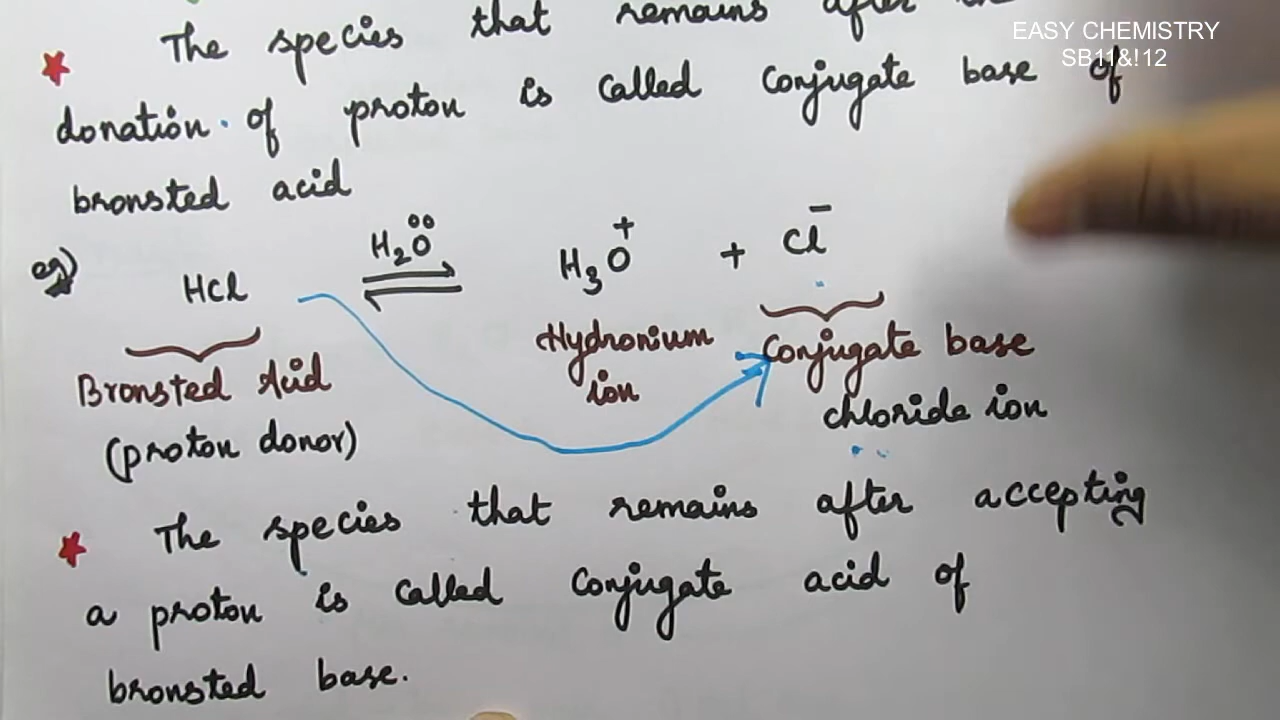 The species that remains after
EASY CHEMISTRY
SB11&!12
donation of proton is called Conjugate base of
bronsted acid
eg)
HCl
H2O
H3O+
+ Cl-
Hydronium
ion
Conjugate base
chloride ion
Bronsted Acid
(proton donor)
The species that remains after accepting
a proton is called Conjugate acid of
bronsted base.